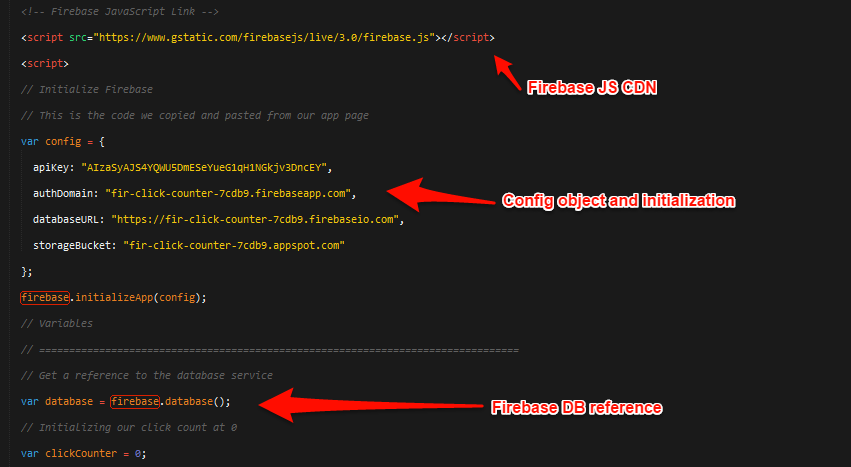 <!-- Firebase JavaScript Link -->
<script src="https://www.gstatic.com/firebasejs/live/3.0/firebase.js"></script>
Firebase JS CDN
<script>
// Initialize Firebase
// This is the code we copied and pasted from our app page
var config = {
apiKey: "AIzaSyAJS4YQWU5DmESeYueG1qH1NGkjv3DncEY",
authDomain: "fir-click-counter-7cdb9.firebaseapp.com",
Config object and initialization
databaseURL: "https://fir-click-counter-7cdb9.firebaseio.com",
storageBucket: "fir-click-counter-7cdb9.appspot.com"
};
firebase.initializeApp(config);
// Variables
// ================================================================================
// Get a reference to the database service
var database = firebase.database();
Firebase DB reference
// Initializing our click count at 0
var clickCounter = 0;